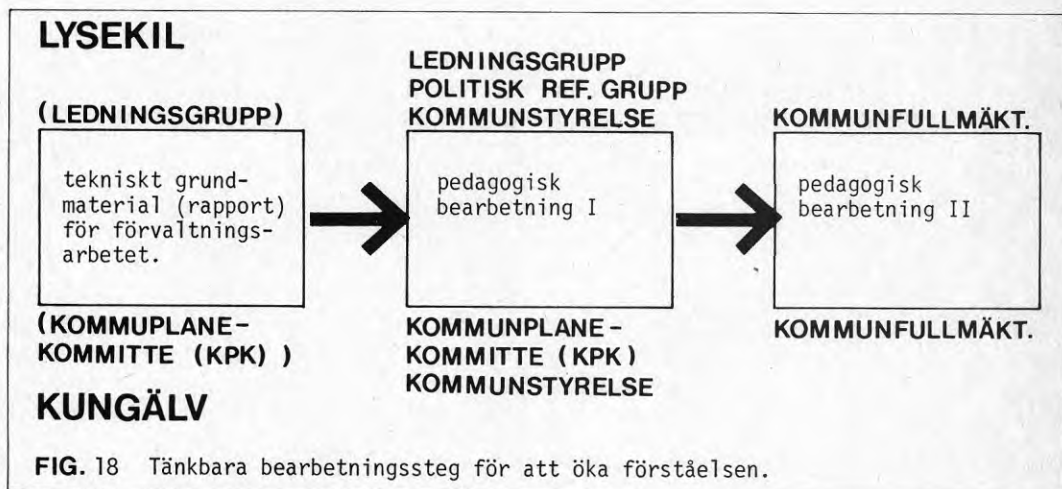 LYSEKIL
(LEDNINGSGRUPP)
tekniskt grund-
material (rapport)
för förvaltnings-
arbetet.
(KOMMUPLANE-
KOMMITTE (KPK) )
LEDNINGSGRUPP
POLITISK REF. GRUPP
KOMMUNSTYRELSE
pedagogisk
bearbetning I
KOMMUNPLANE-
KOMMITTE (KPK)
KOMMUNSTYRELSE
KOMMUNFULLMÄKT.
pedagogisk
bearbetning II
KOMMUNFULLMÄKT.
KUNGÄLV
FIG. 18 Tänkbara bearbetningssteg för att öka förståelsen.